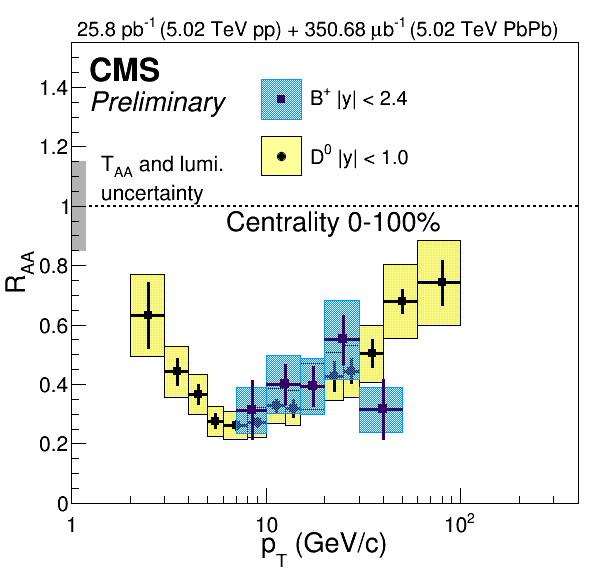 25.8 pb⁻¹ (5.02 TeV pp) + 350.68 μb⁻¹ (5.02 TeV PbPb)
CMS
Preliminary
B⁺ |y| < 2.4
D⁰ |y| < 1.0
T_AA and lumi.
uncertainty
Centrality 0-100%
R_AA
1.4
1.2
1
0.8
0.6
0.4
0.2
0
1 10 10²
p_T (GeV/c)